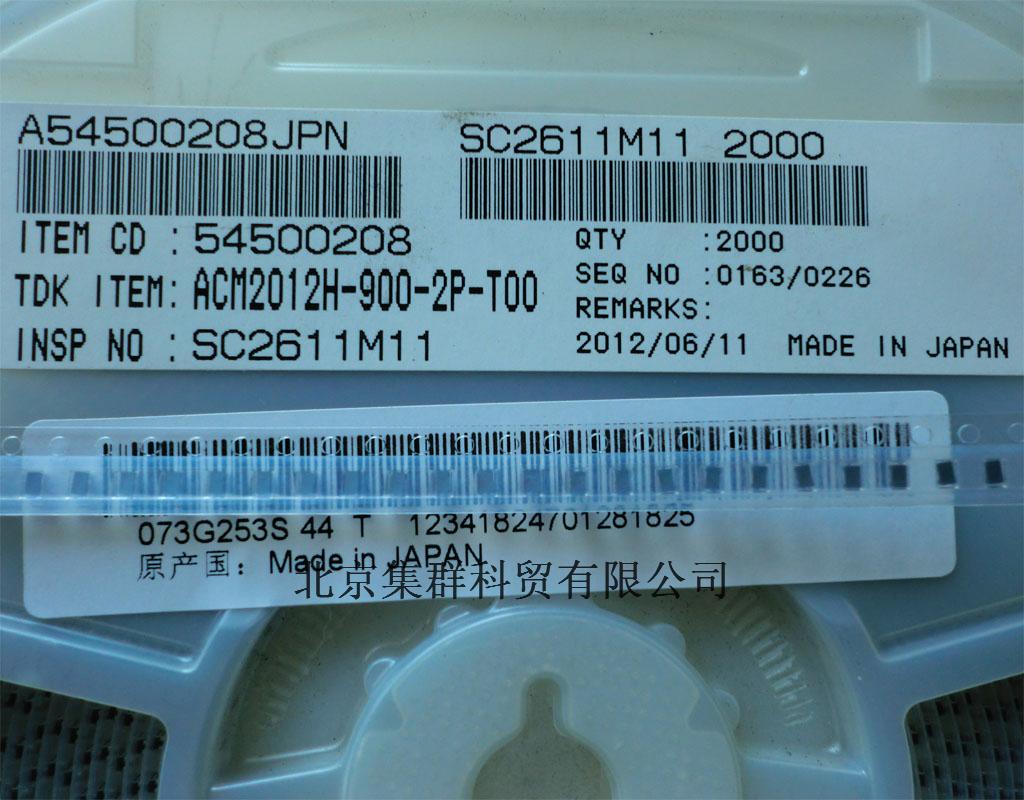 A54500208JPN
SC2611M11 2000
ITEM CD : 54500208
TDK ITEM: ACM2012H-900-2P-T00
INSP NO : SC2611M11
QTY :2000
SEQ NO :0163/0226
REMARKS:
2012/06/11 MADE IN JAPAN
073G253S 44 T 12341824701281825
原产国： Made in JAPAN
北京集群科贸有限公司